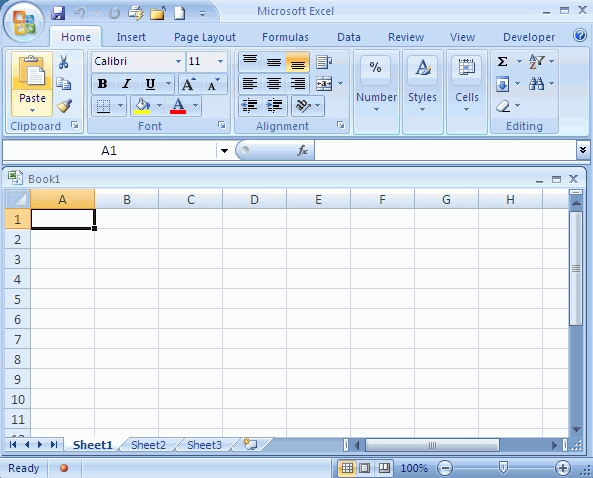 Microsoft Excel
Home Insert Page Layout Formulas Data Review View Developer
Calibri 11
Paste
B I U A A
A
% A
Number Styles Cells
Σ A Z
Clipboard Font Alignment Editing
A1 fx
Book1
A B C D E F G H
1
2
3
4
5
6
7
8
9
10
11
Sheet1 Sheet2 Sheet3
Ready 100%